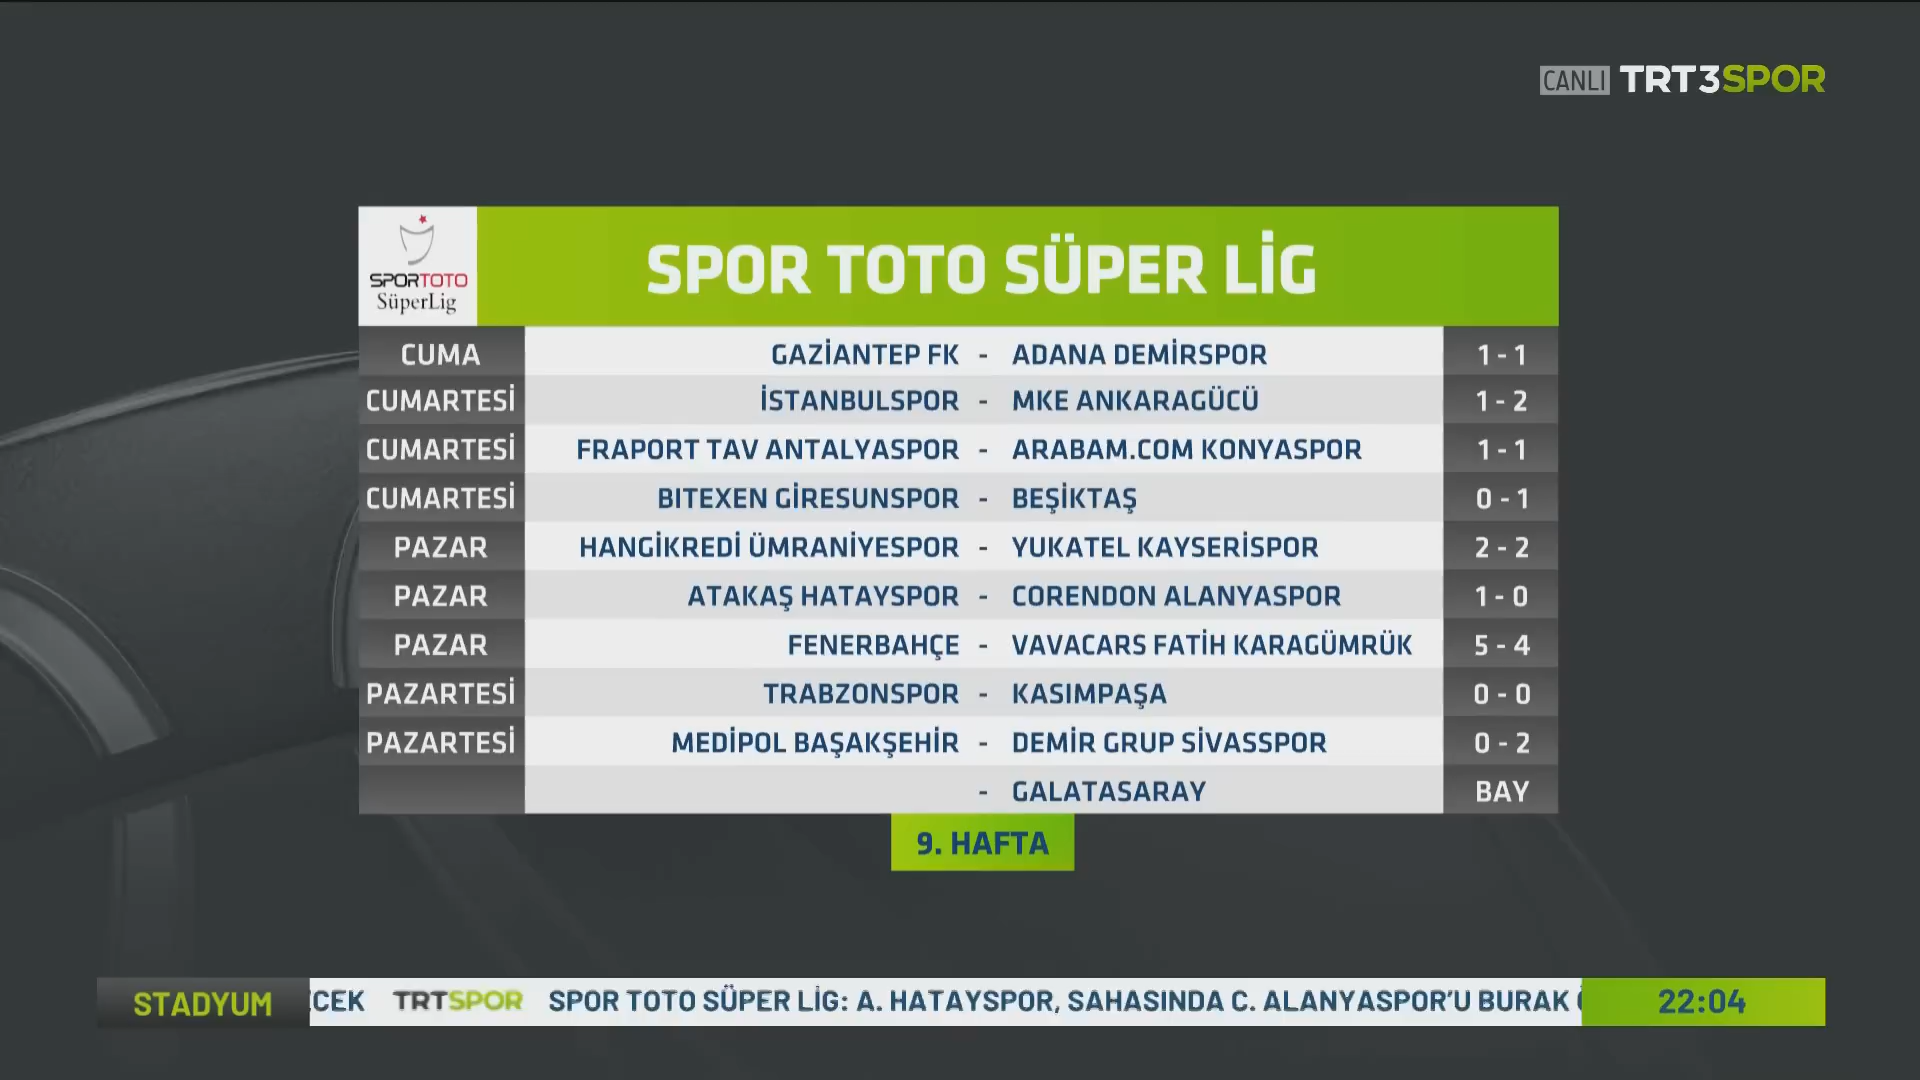 CANLI TRT3SPOR
SPORTOTO
SüperLig
SPOR TOTO SÜPER LİG
CUMA GAZİANTEP FK - ADANA DEMİRSPOR 1 - 1
CUMARTESİ İSTANBULSPOR - MKE ANKARAGÜCÜ 1 - 2
CUMARTESİ FRAPORT TAV ANTALYASPOR - ARABAM.COM KONYASPOR 1 - 1
CUMARTESİ BITEXEN GİRESUNSPOR - BEŞİKTAŞ 0 - 1
PAZAR HANGİKREDİ ÜMRANİYESPOR - YUKATEL KAYSERİSPOR 2 - 2
PAZAR ATAKAŞ HATAYSPOR - CORENDON ALANYASPOR 1 - 0
PAZAR FENERBAHÇE - VAVACARS FATİH KARAGÜMRÜK 5 - 4
PAZARTESİ TRABZONSPOR - KASIMPAŞA 0 - 0
PAZARTESİ MEDİPOL BAŞAKŞEHİR - DEMİR GRUP SİVASSPOR 0 - 2
- GALATASARAY BAY
9. HAFTA
STADYUM CEK TRTSPOR SPOR TOTO SÜPER LİG: A. HATAYSPOR, SAHASINDA C. ALANYASPOR'U BURAK 22:04